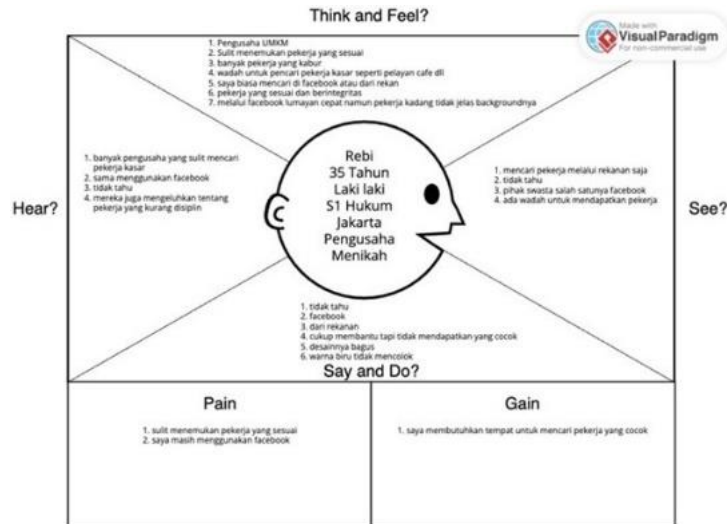 Think and Feel?
Made with
VisualParadigm
For non-commercial use
1. Pengusaha UMKM
2. Sulit menemukan pekerja yang sesuai
3. banyak pekerja yang kabur
4. wadah untuk pencari pekerja kasar seperti pelayan cafe dll
5. saya biasa mencari di facebook atau dari rekan
6. pekerja yang sesuai dan berintegritas
7. melalui facebook lumayan cepat namun pekerja kadang tidak jelas backgroundnya
Hear?
1. banyak pengusaha yang sulit mencari
pekerja kasar
2. sama menggunakan facebook
3. tidak tahu
4. mereka juga mengeluhkan tentang
pekerja yang kurang disiplin
Rebi
35 Tahun
Laki laki
S1 Hukum
Jakarta
Pengusaha
Menikah
1. mencari pekerja melalui rekanan saja
2. tidak tahu
3. pihak swasta salah satunya facebook
4. ada wadah untuk mendapatkan pekerja
See?
1. tidak tahu
2. facebook
3. dari rekanan
4. cukup membantu tapi tidak mendapatkan yang cocok
5. desainnya bagus
6. warna biru tidak mencolok
Say and Do?
Pain
1. sulit menemukan pekerja yang sesuai
2. saya masih menggunakan facebook
Gain
1. saya membutuhkan tempat untuk mencari pekerja yang cocok